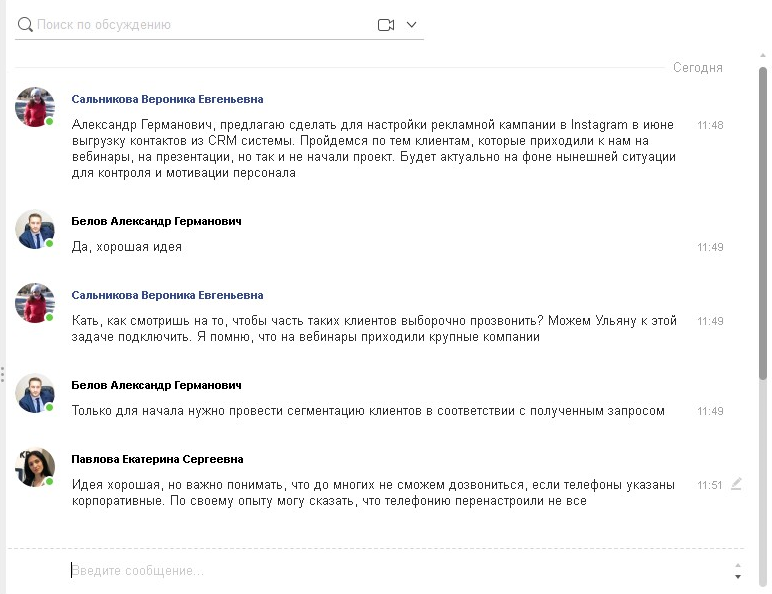 Поиск по обсуждению
Сегодня
Сальникова Вероника Евгеньевна
Александр Германович, предлагаю сделать для настройки рекламной кампании в Instagram в июне
11:48
выгрузку контактов из CRM системы. Пройдемся по тем клиентам, которые приходили к нам на
вебинары, на презентации, но так и не начали проект. Будет актуально на фоне нынешней ситуации
для контроля и мотивации персонала
Белов Александр Германович
Да, хорошая идея
11:49
Сальникова Вероника Евгеньевна
Кать, как смотришь на то, чтобы часть таких клиентов выборочно прозвонить? Можем Ульяну к этой
11:49
задаче подключить. Я помню, что на вебинары приходили крупные компании
Белов Александр Германович
Только для начала нужно провести сегментацию клиентов в соответствии с полученным запросом
11:49
Павлова Екатерина Сергеевна
Идея хорошая, но важно понимать, что до многих не сможем дозвониться, если телефоны указаны
11:51
корпоративные. По своему опыту могу сказать, что телефонию перенастроили не все
Введите сообщение...